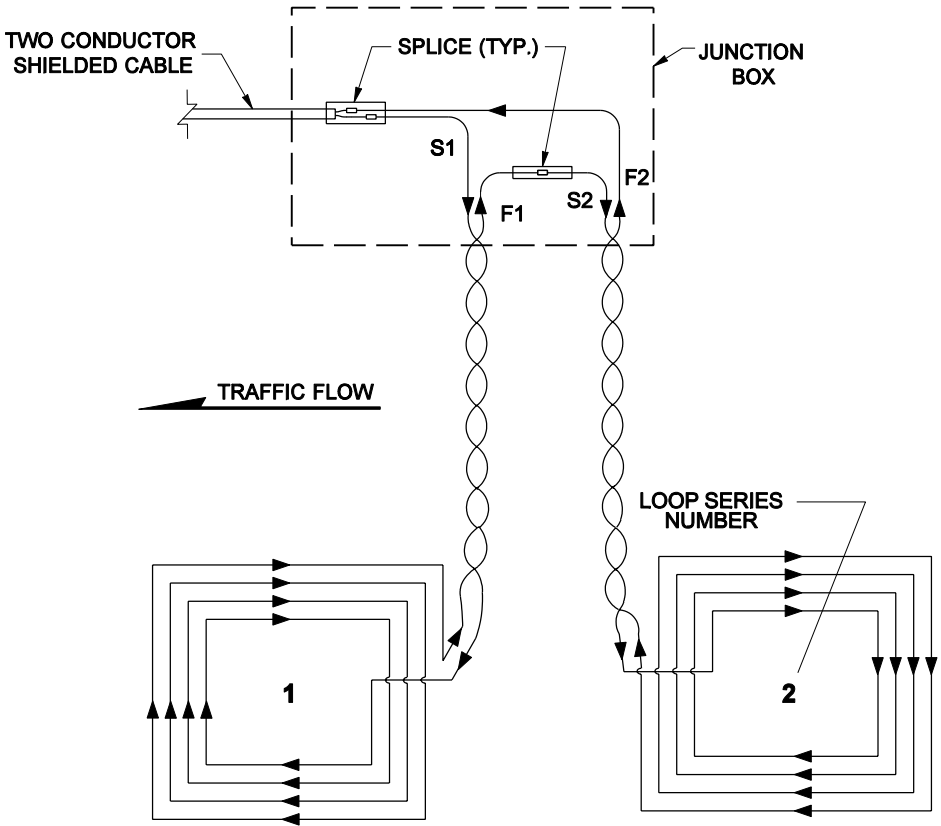 TWO CONDUCTOR
SHIELDED CABLE
SPLICE (TYP.)
JUNCTION
BOX
S1
F1
S2
F2
TRAFFIC FLOW
LOOP SERIES
NUMBER
1
2